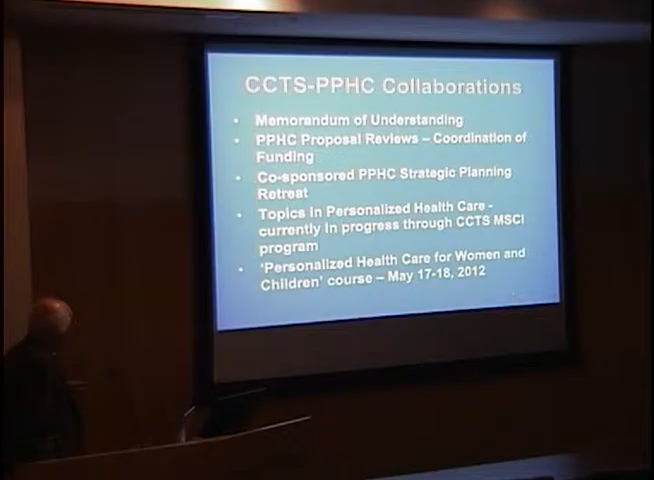 CCTS-PPHC Collaborations
• Memorandum of Understanding
• PPHC Proposal Reviews – Coordination of
Funding
• Co-sponsored PPHC Strategic Planning
Retreat
• Topics in Personalized Health Care -
currently in progress through CCTS MSCI
program
• 'Personalized Health Care for Women and
Children' course – May 17-18, 2012